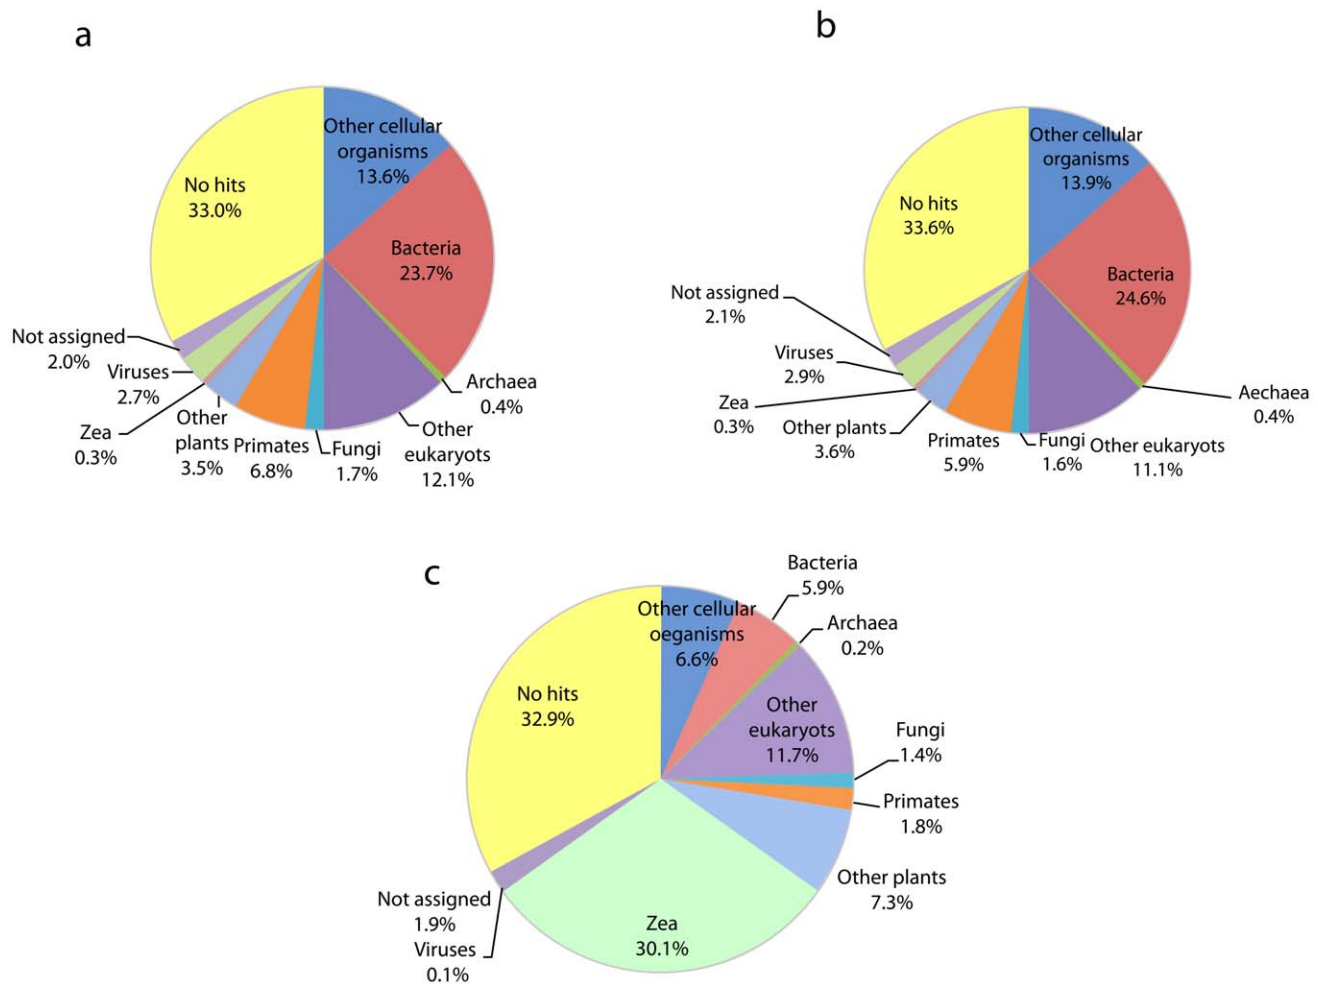 a
Other cellular
organisms
13.6%
Bacteria
23.7%
Archaea
0.4%
Other
eukaryots
12.1%
Fungi
1.7%
Primates
6.8%
Other
plants
3.5%
Zea
0.3%
Viruses
2.7%
Not assigned
2.0%
No hits
33.0%
b
Other cellular
organisms
13.9%
Bacteria
24.6%
Aechaea
0.4%
Other eukaryots
11.1%
Fungi
1.6%
Primates
5.9%
Other plants
3.6%
Zea
0.3%
Viruses
2.9%
Not assigned
2.1%
No hits
33.6%
c
Other cellular
oeganisms
6.6%
Bacteria
5.9%
Archaea
0.2%
Other
eukaryots
11.7%
Fungi
1.4%
Primates
1.8%
Other plants
7.3%
Zea
30.1%
Viruses
0.1%
Not assigned
1.9%
No hits
32.9%